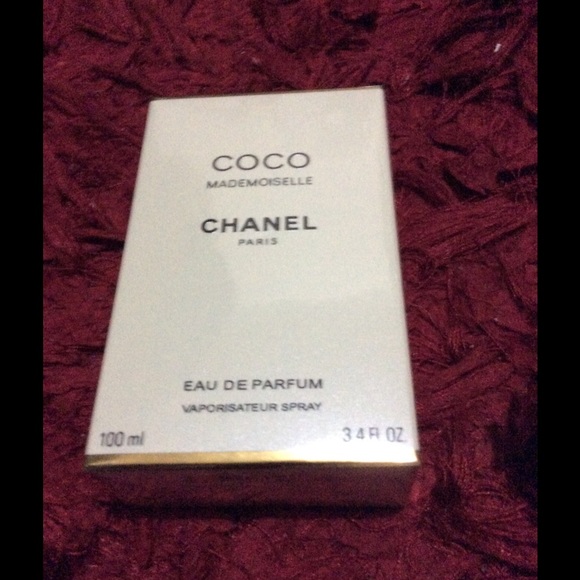 COCO
MADEMOISELLE
CHANEL
PARIS
EAU DE PARFUM
VAPORISATEUR SPRAY
100 ml 3.4 Fl OZ.